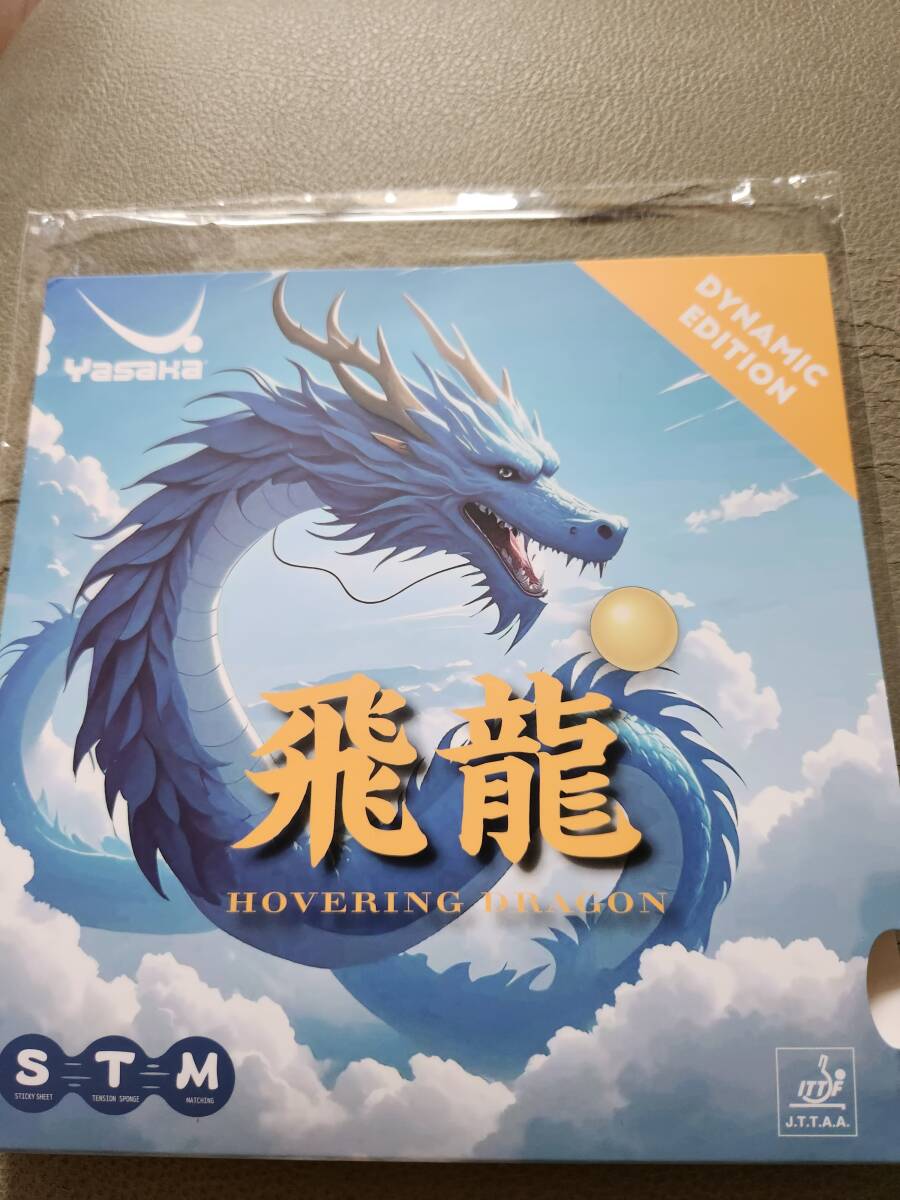 Yasaka
DYNAMIC
EDITION
飛龍
HOVERING DRAGON
S T M
STICKY SHEET TENSION SPONGE MATCHING
ITTF
J.T.T.A.A.